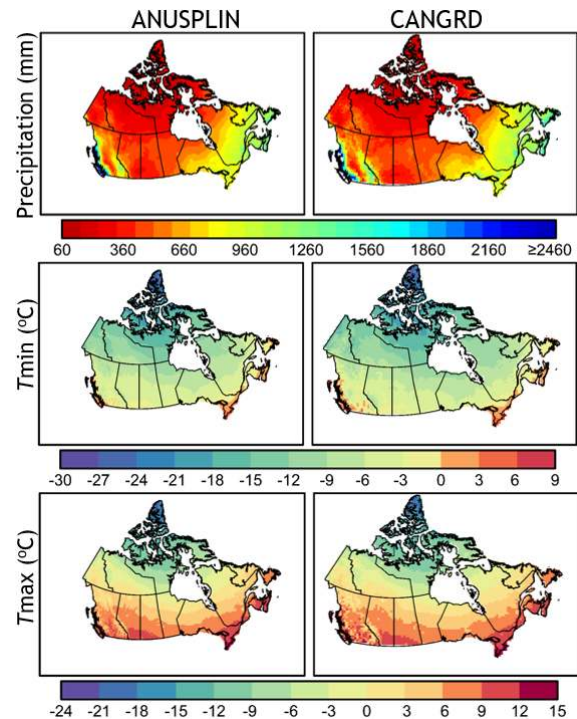 ANUSPLIN CANGRD
Precipitation (mm)
60 360 660 960 1260 1560 1860 2160 ≥2460
Tmin (°C)
-30 -27 -24 -21 -18 -15 -12 -9 -6 -3 0 3 6 9
Tmax (°C)
-24 -21 -18 -15 -12 -9 -6 -3 0 3 6 9 12 15